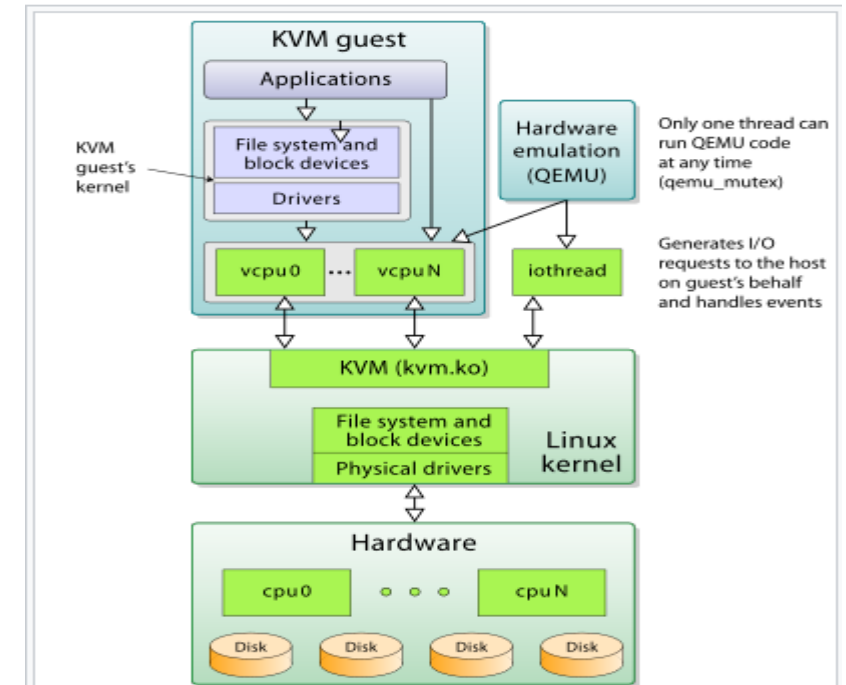 KVM guest
Applications
KVM
guest's
kernel
File system and
block devices
Drivers
vcpu0
...
vcpuN
Hardware
emulation
(QEMU)
Only one thread can
run QEMU code
at any time
(qemu_mutex)
iothread
Generates I/O
requests to the host
on guest's behalf
and handles events
KVM (kvm.ko)
File system and
block devices
Physical drivers
Linux
kernel
Hardware
cpu0
cpuN
Disk
Disk
Disk
Disk